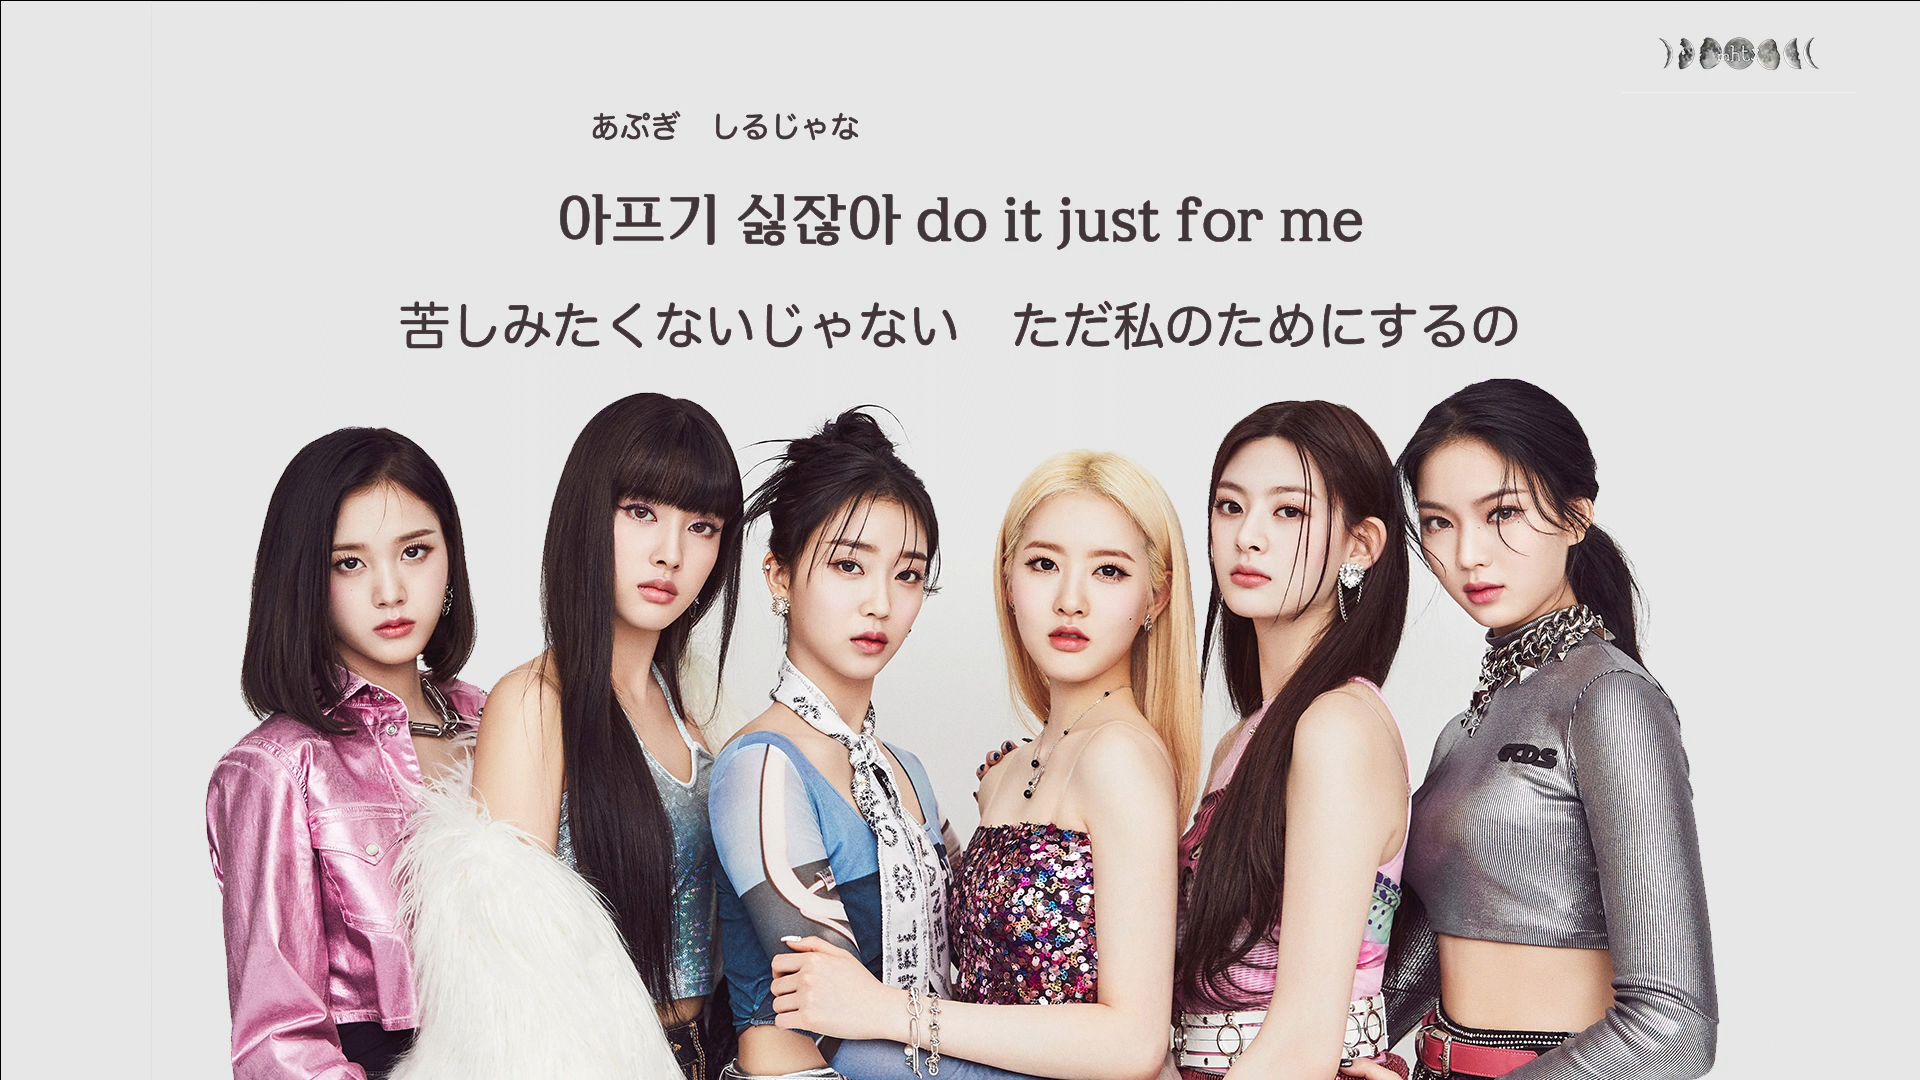 あぷぎ　しるじゃな
아프기 싫잖아 do it just for me
苦しみたくないじゃない　ただ私のためにするの
GCDS